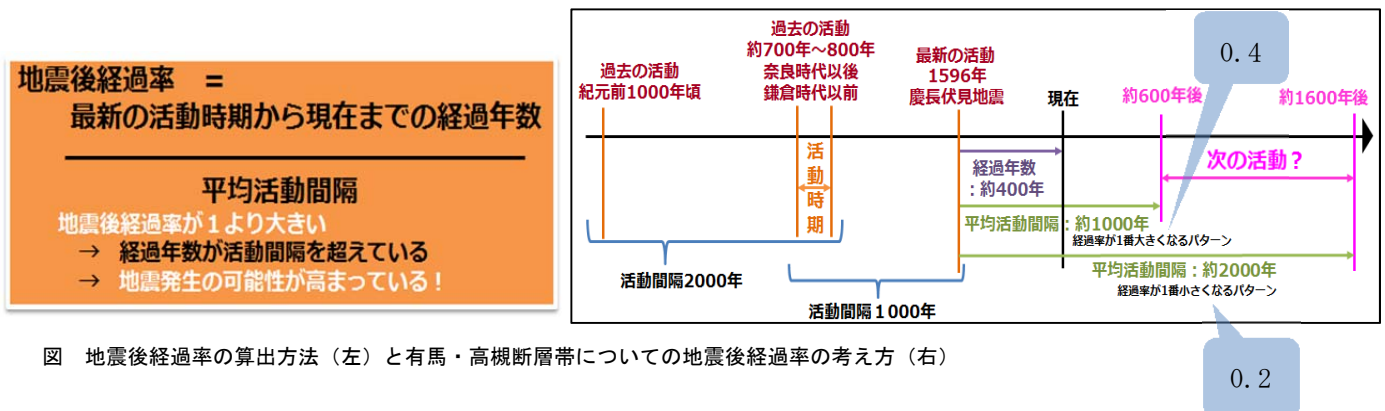 地震後経過率 =
最新の活動時期から現在までの経過年数
平均活動間隔
地震後経過率が１より大きい
→ 経過年数が活動間隔を超えている
→ 地震発生の可能性が高まっている！
過去の活動
紀元前1000年頃
過去の活動
約700年～800年
奈良時代以後
鎌倉時代以前
最新の活動
1596年
慶長伏見地震
現在
約600年後
約1600年後
0.4
活動時期
経過年数
：約400年
次の活動？
平均活動間隔：約1000年
経過率が1番大きくなるパターン
平均活動間隔：約2000年
経過率が1番小さくなるパターン
活動間隔2000年
活動間隔１000年
0.2
図　地震後経過率の算出方法（左）と有馬・高槻断層帯についての地震後経過率の考え方（右）